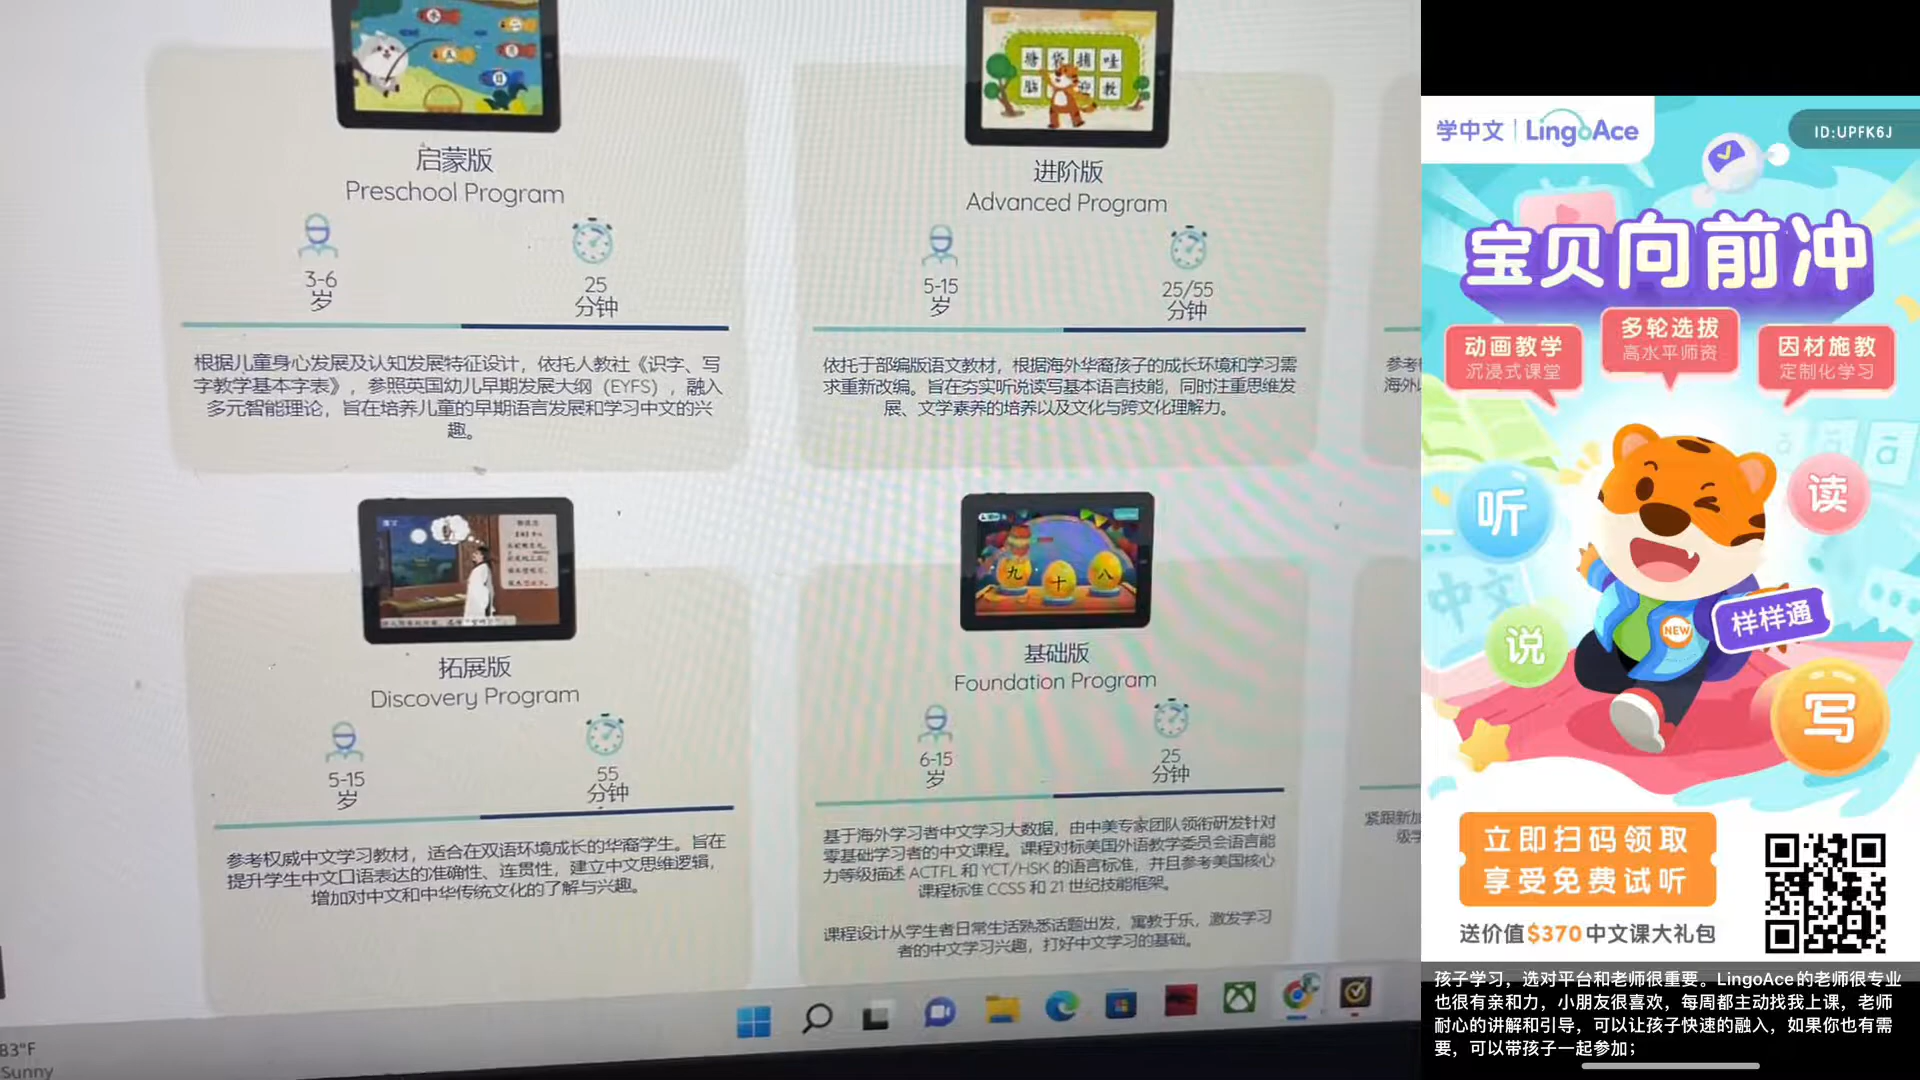 启蒙版
Preschool Program
3-6
岁
25
分钟
根据儿童身心发展及认知发展特征设计，依托人教社《识字、写
字教学基本字表》，参照英国幼儿早期发展大纲（EYFS），融入
多元智能理论，旨在培养儿童的早期语言发展和学习中文的兴
趣。
进阶版
Advanced Program
5-15
岁
25/55
分钟
依托于部编版语文教材，根据海外华裔孩子的成长环境和学习需
求重新改编。旨在夯实听说读写基本语言技能，同时注重思维发
展、文学素养的培养以及文化与跨文化理解力。
参考
海外
拓展版
Discovery Program
5-15
岁
55
分钟
参考权威中文学习教材，适合在双语环境成长的华裔学生。旨在
提升学生中文口语表达的准确性、连贯性，建立中文思维逻辑，
增加对中文和中华传统文化的了解与兴趣。
九 十 八
基础版
Foundation Program
6-15
岁
25
分钟
基于海外学习者中文学习大数据，由中美专家团队领衔研发针对
零基础学习者的中文课程。课程对标美国外语教学委员会语言能
力等级描述 ACTFL 和 YCT/HSK 的语言标准，并且参考美国核心
课程标准 CCSS 和 21 世纪技能框架。
课程设计从学生者日常生活熟悉话题出发，寓教于乐，激发学习
者的中文学习兴趣，打好中文学习的基础。
紧跟新加
级学
83°F
Sunny
学中文 LingoAce
ID:UPFK6J
宝贝向前冲
动画教学
沉浸式课堂
多轮选拔
高水平师资
因材施教
定制化学习
听
读
说
写
中文
NEW
样样通
立即扫码领取
享受免费试听
送价值$370中文课大礼包
孩子学习，选对平台和老师很重要。LingoAce的老师很专业
也很有亲和力，小朋友很喜欢，每周都主动找我上课，老师
耐心的讲解和引导，可以让孩子快速的融入，如果你也有需
要，可以带孩子一起参加；